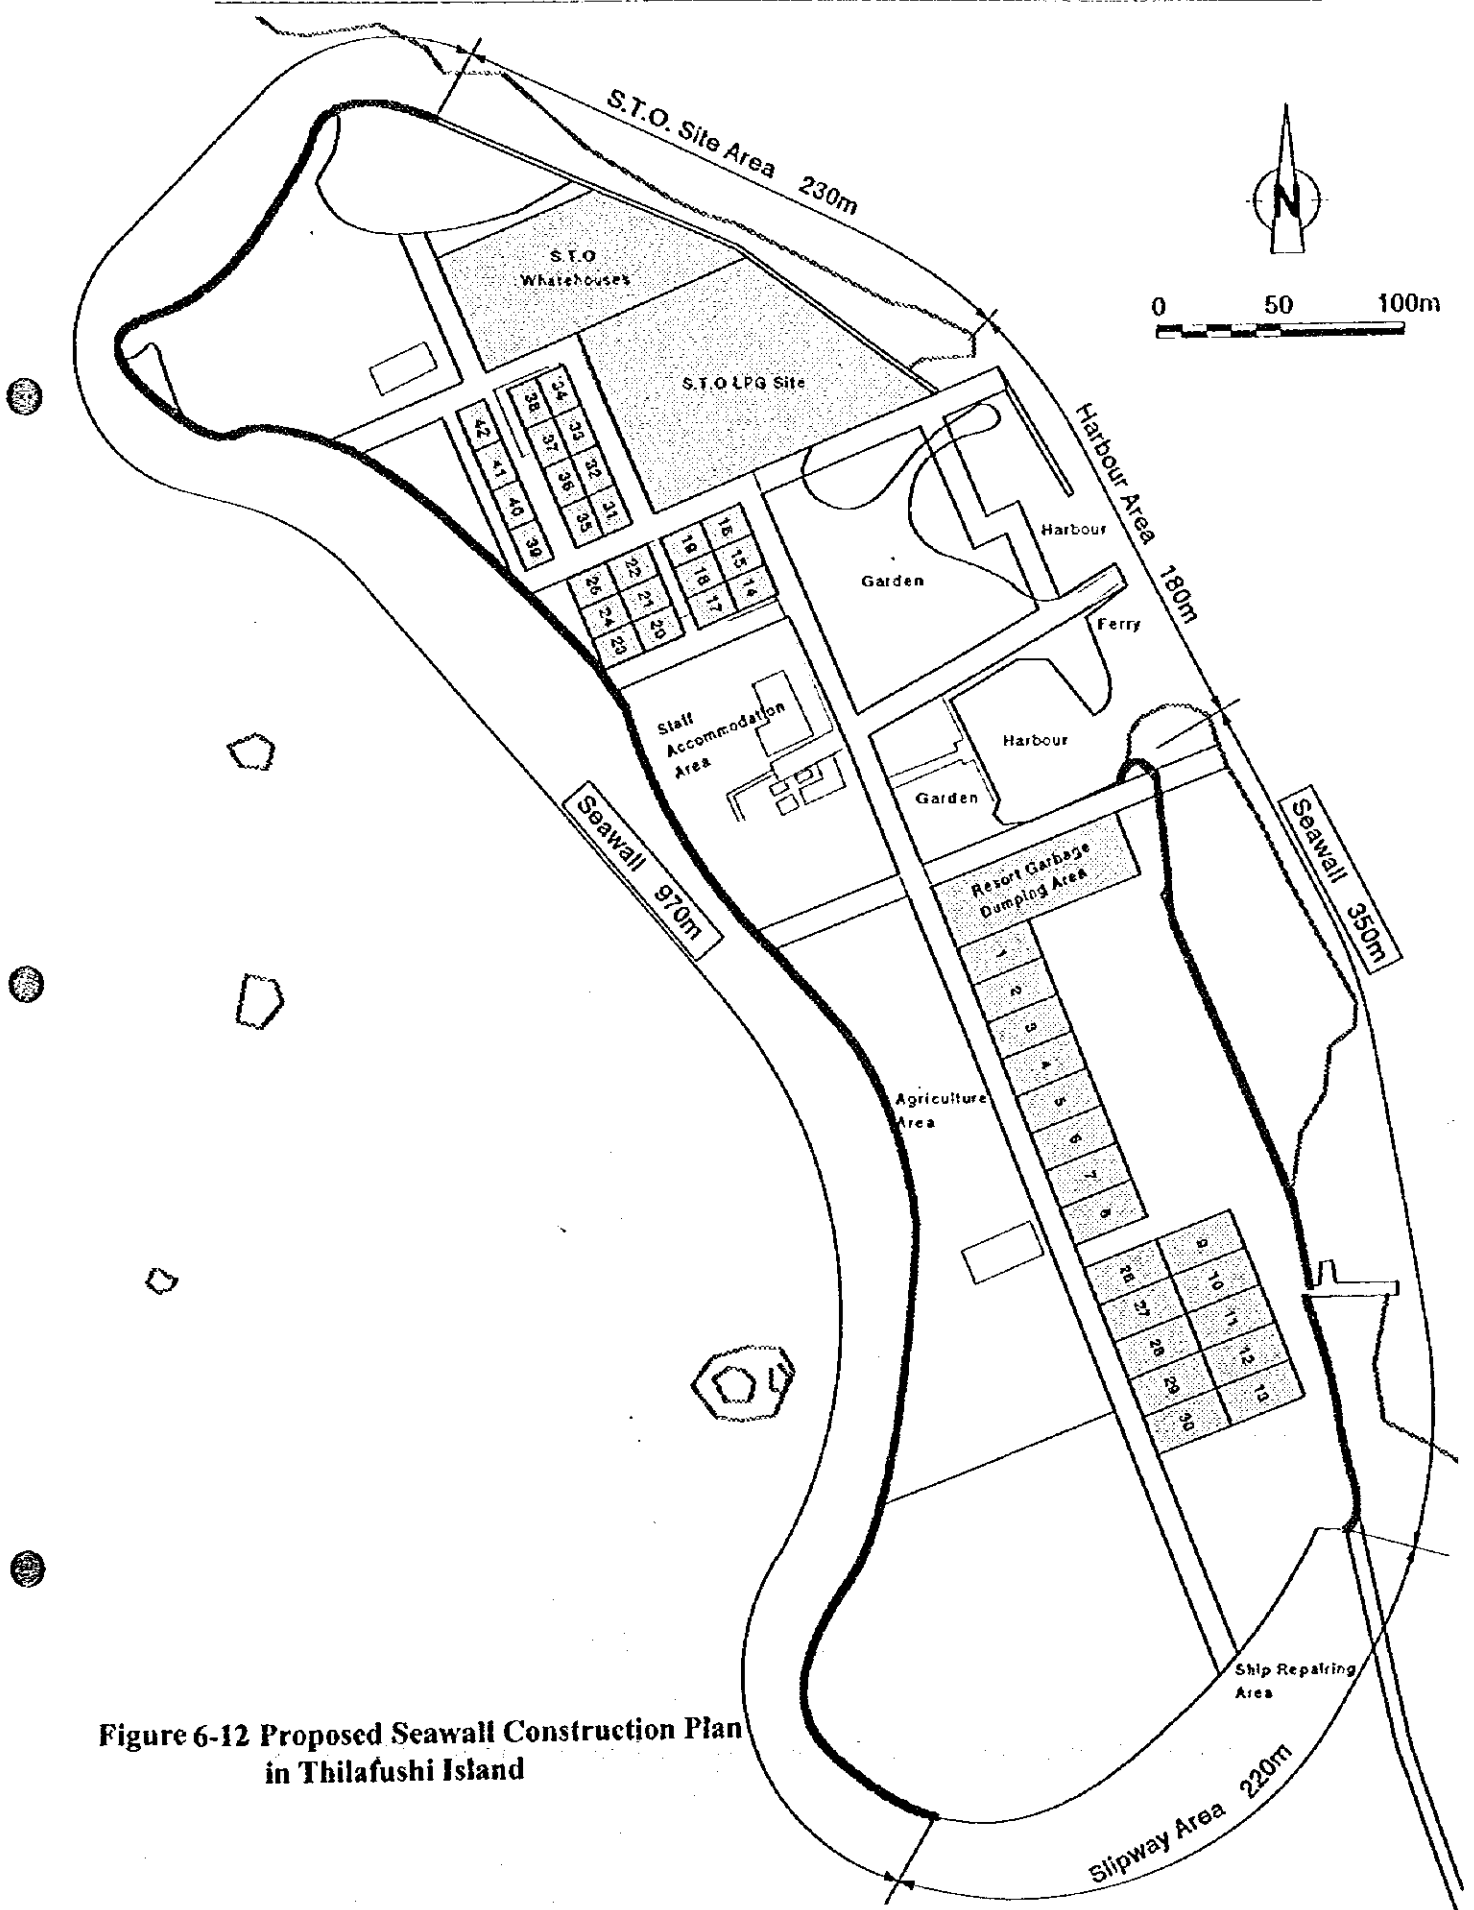 S.T.O. Site Area 230m
N
0 50 100m
S.T.O
Wharehouses
S.T.O LPG Site
Harbour Area 180m
34
38
33
37
32
36
31
35
42
41
40
39
16
19
15
18
14
17
22
25
21
24
20
23
Harbour
Garden
Ferry
Staff
Accommodation
Area
Harbour
Garden
Seawall 970m
Seawall 350m
Resort Garbage
Dumping Area
1
2
3
4
5
6
7
8
Agriculture
Area
9
26
10
27
11
28
12
29
13
30
Ship Repairing
Area
Slipway Area 220m
Figure 6-12 Proposed Seawall Construction Plan
in Thilafushi Island